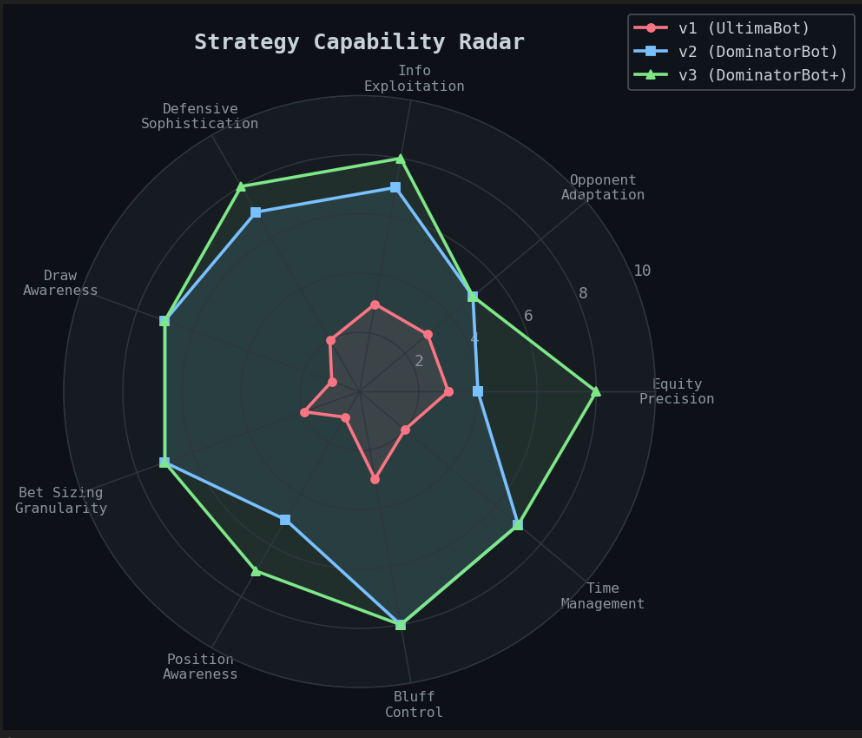 Strategy Capability Radar
v1 (UltimaBot)
v2 (DominatorBot)
v3 (DominatorBot+)
Info
Exploitation
Defensive
Sophistication
Opponent
Adaptation
Draw
Awareness
10
8
6
4
2
Equity
Precision
Bet Sizing
Granularity
Time
Management
Position
Awareness
Bluff
Control